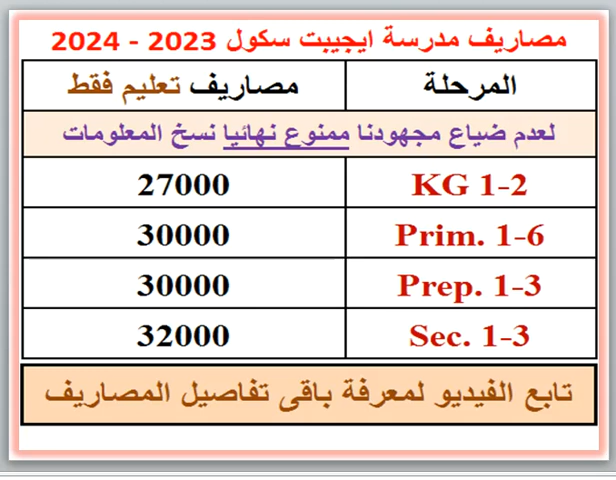 مصاريف مدرسة ايجيبت سكول 2023 - 2024
المرحلة مصاريف تعليم فقط
لعدم ضياع مجهودنا ممنوع نهائيا نسخ المعلومات
KG 1-2 27000
Prim. 1-6 30000
Prep. 1-3 30000
Sec. 1-3 32000
تابع الفيديو لمعرفة باقى تفاصيل المصاريف